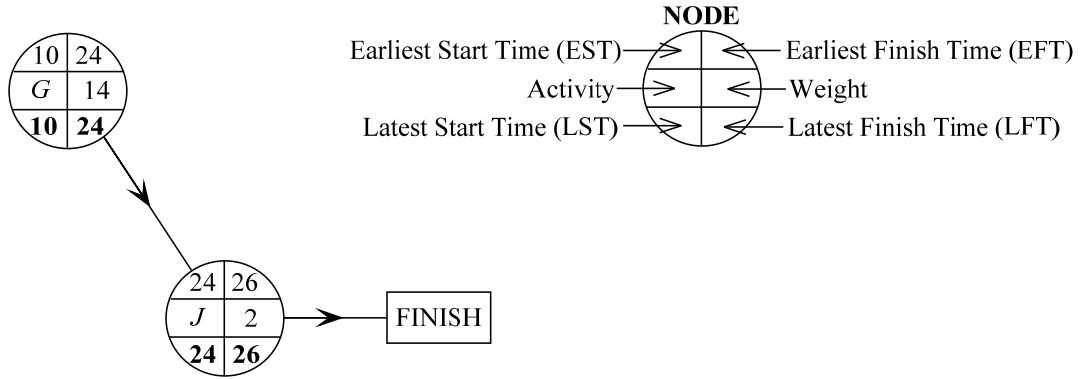 NODE
Earliest Start Time (EST)
Earliest Finish Time (EFT)
Activity
Weight
Latest Start Time (LST)
Latest Finish Time (LFT)
10 24
G 14
10 24
24 26
J 2
24 26
FINISH